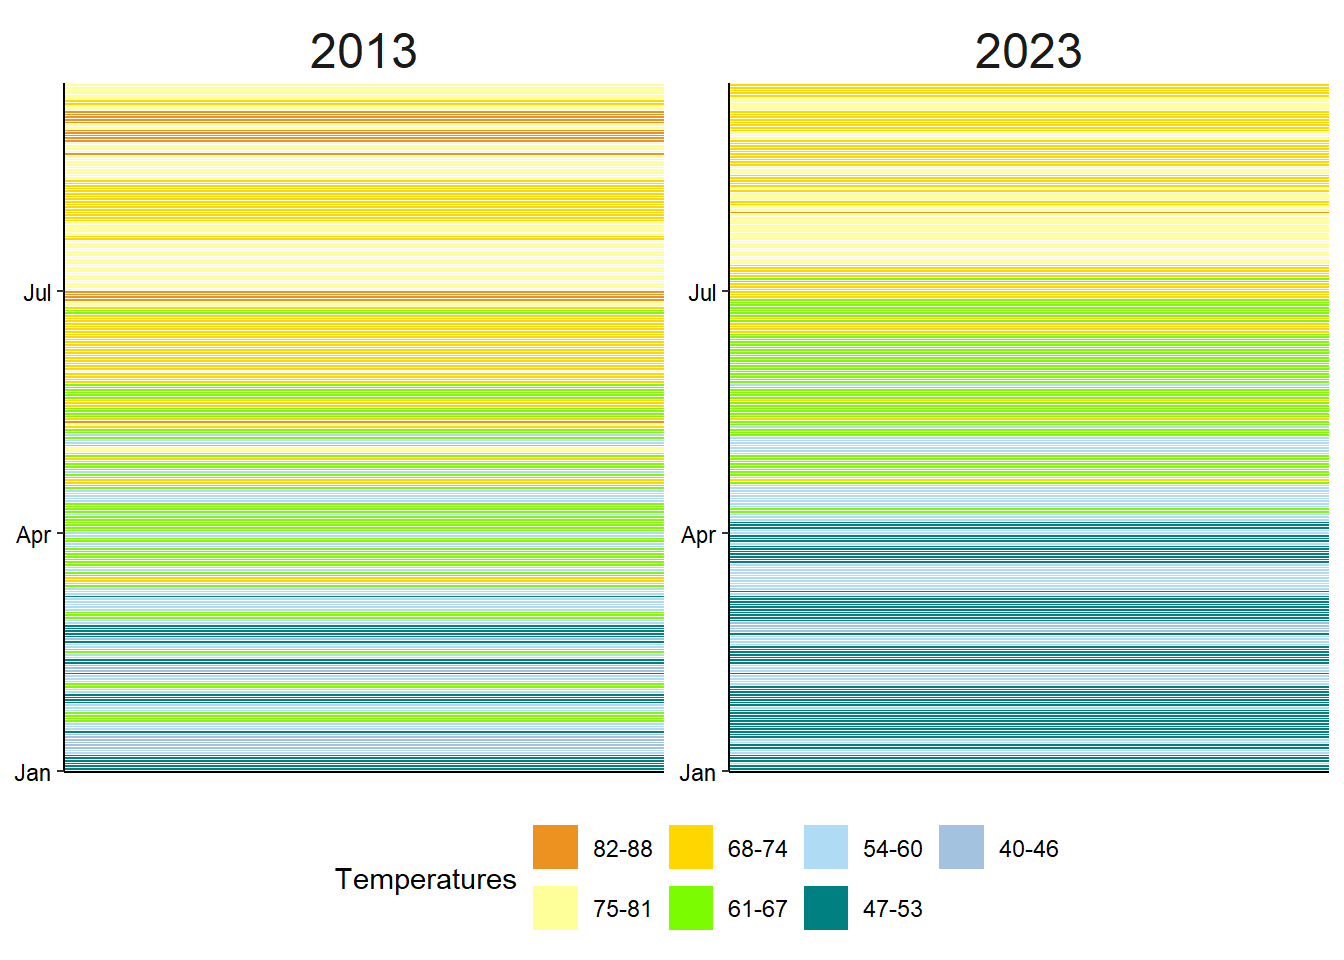 2013
2023
Jul
Apr
Jan
Jul
Apr
Jan
Temperatures
82-88
68-74
54-60
40-46
75-81
61-67
47-53